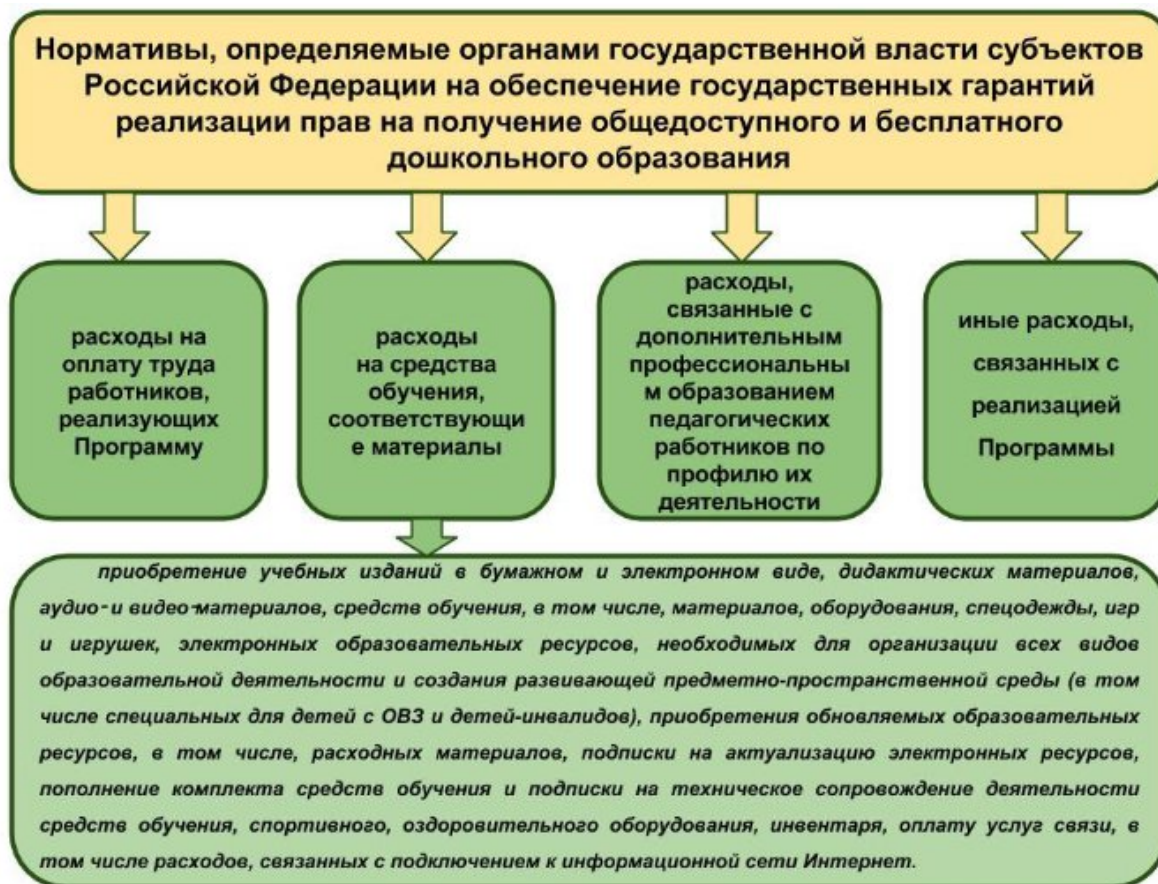 Нормативы, определяемые органами государственной власти субъектов
Российской Федерации на обеспечение государственных гарантий
реализации прав на получение общедоступного и бесплатного
дошкольного образования
расходы на
оплату труда
работников,
реализующих
Программу
расходы
на средства
обучения,
соответствующи
е материалы
расходы,
связанные с
дополнительным
профессиональны
м образованием
педагогических
работников по
профилю их
деятельности
иные расходы,
связанных с
реализацией
Программы
приобретение учебных изданий в бумажном и электронном виде, дидактических материалов,
аудио-и видео-материалов, средств обучения, в том числе, материалов, оборудования, спецодежды, игр
и игрушек, электронных образовательных ресурсов, необходимых для организации всех видов
образовательной деятельности и создания развивающей предметно-пространственной среды (в том
числе специальных для детей с ОВЗ и детей-инвалидов), приобретения обновляемых образовательных
ресурсов, в том числе, расходных материалов, подписки на актуализацию электронных ресурсов,
пополнение комплекта средств обучения и подписки на техническое сопровождение деятельности
средств обучения, спортивного, оздоровительного оборудования, инвентаря, оплату услуг связи, в
том числе расходов, связанных с подключением к информационной сети Интернет.